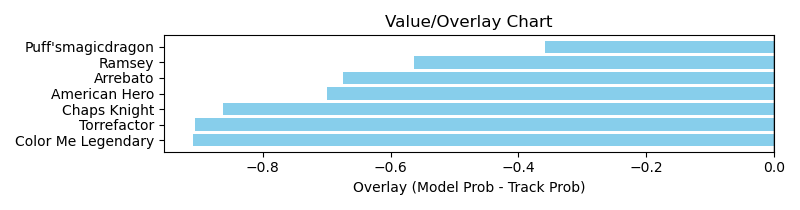 Value/Overlay Chart
Puff'smagicdragon
Ramsey
Arrebato
American Hero
Chaps Knight
Torrefactor
Color Me Legendary
−0.8 −0.6 −0.4 −0.2 0.0
Overlay (Model Prob - Track Prob)